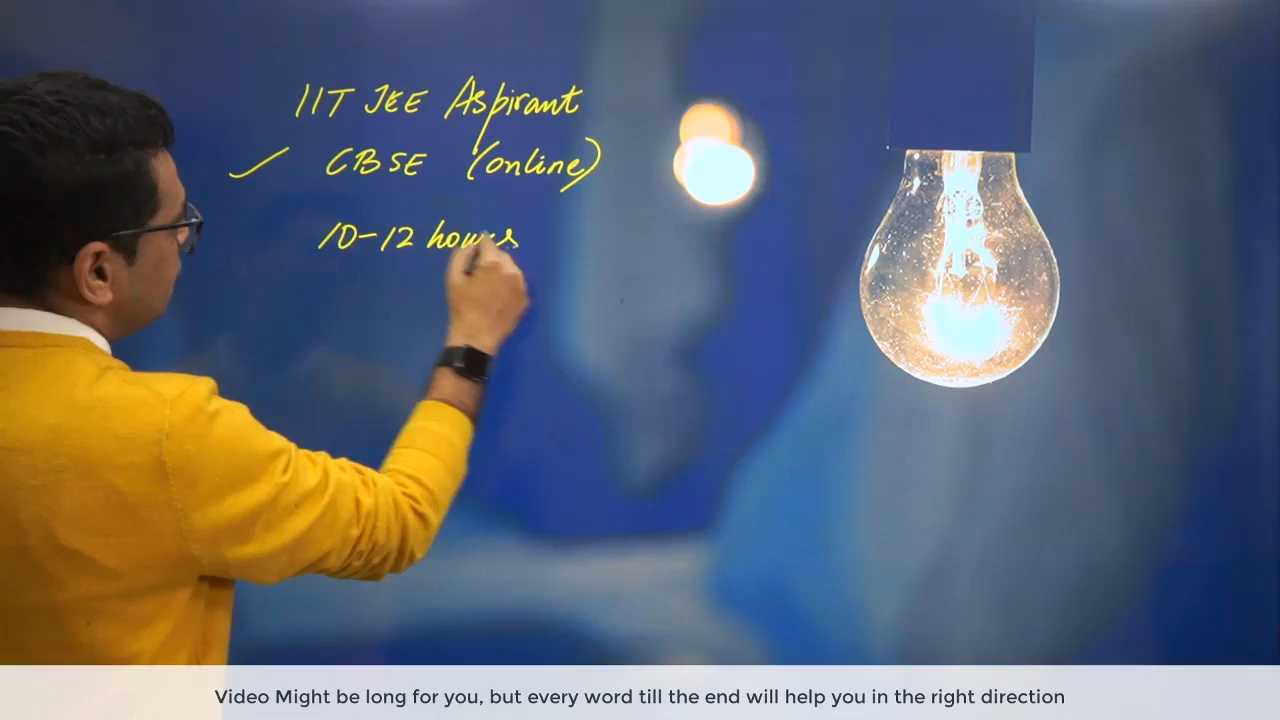 IIT JEE Aspirant
CBSE (online)
10-12 hours
Video Might be long for you, but every word till the end will help you in the right direction